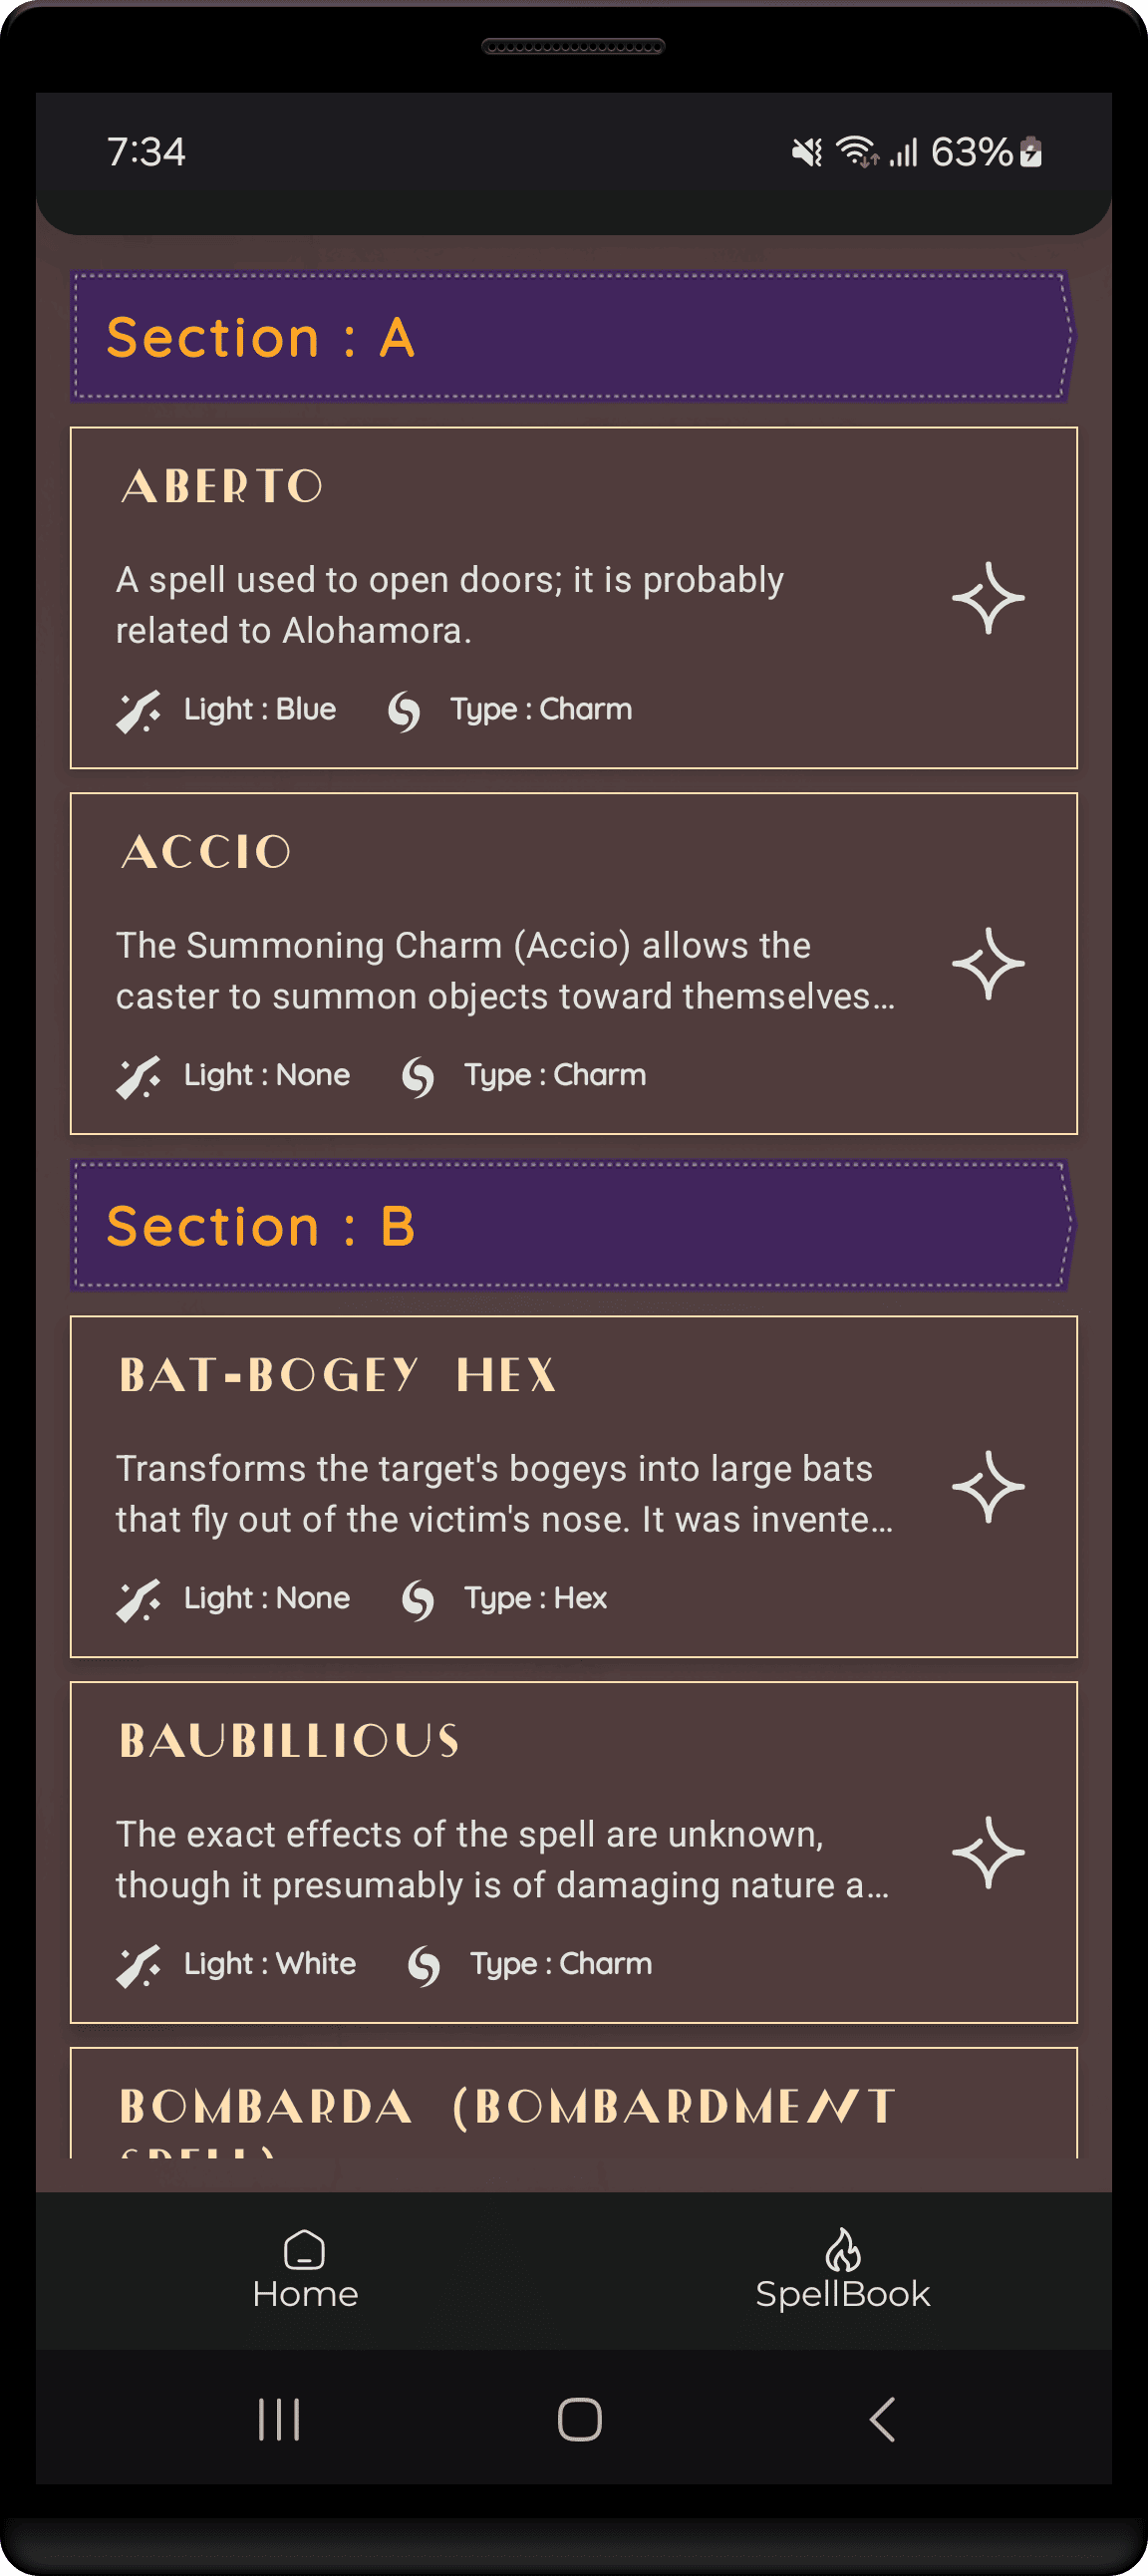 7:34 63%
Section : A
ABERTO
A spell used to open doors; it is probably
related to Alohamora.
Light : Blue Type : Charm
ACCIO
The Summoning Charm (Accio) allows the
caster to summon objects toward themselves...
Light : None Type : Charm
Section : B
BAT-BOGEY HEX
Transforms the target's bogeys into large bats
that fly out of the victim's nose. It was invente...
Light : None Type : Hex
BAUBILLIOUS
The exact effects of the spell are unknown,
though it presumably is of damaging nature a...
Light : White Type : Charm
BOMBARDA (BOMBARDMENT
SPELL)
Home SpellBook